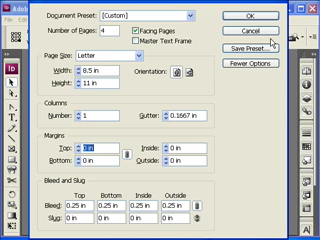 Adob
Document Preset: [Custom]
OK
Number of Pages: 4
Facing Pages
Cancel
Master Text Frame
Save Preset...
Page Size: Letter
Fewer Options
Width: 8.5 in
Orientation:
Height: 11 in
Columns
Number: 1
Gutter: 0.1667 in
Margins
Top: 0 in
Inside: 0 in
Bottom: 0 in
Outside: 0 in
Bleed and Slug
Top Bottom Inside Outside
Bleed: 0.25 in 0.25 in 0.25 in 0.25 in
Slug: 0 in 0 in 0 in 0 in